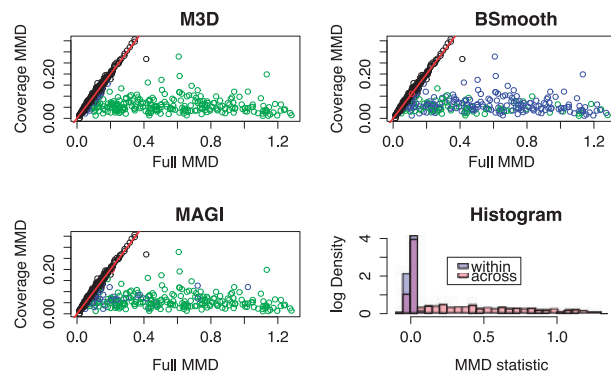 M3D
Coverage MMD
0.00 0.20
0.0 0.4 0.8 1.2
Full MMD
BSmooth
Coverage MMD
0.00 0.20
0.0 0.4 0.8 1.2
Full MMD
MAGI
Coverage MMD
0.00 0.20
0.0 0.4 0.8 1.2
Full MMD
Histogram
log Density
0 2 4
within
across
0.0 0.5 1.0
MMD statistic